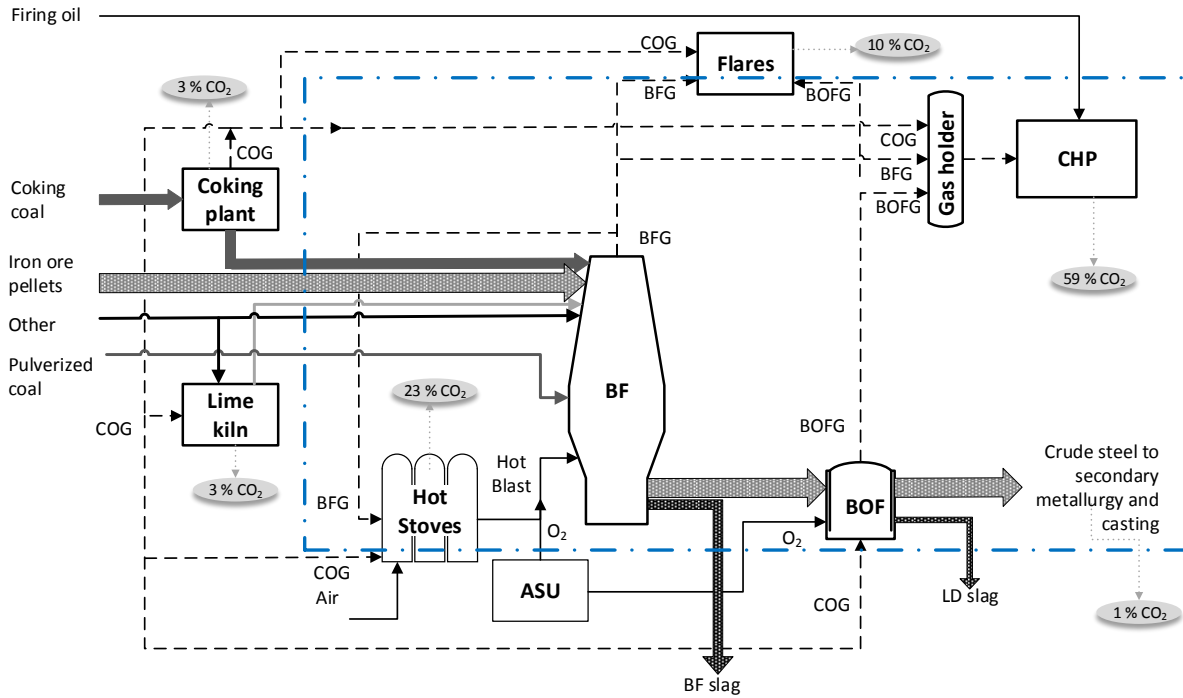 Firing oil
COG
Flares
10 % CO₂
3 % CO₂
BFG
BOFG
COG
COG
BFG
BOFG
Gas holder
CHP
Coking
coal
Coking
plant
BFG
Iron ore
pellets
59 % CO₂
Other
Pulverized
coal
BF
23 % CO₂
Lime
kiln
COG
BOFG
3 % CO₂
Hot
Blast
Crude steel to
secondary
metallurgy and
casting
BFG
Hot
Stoves
BOF
O₂
O₂
COG
Air
ASU
COG
LD slag
1 % CO₂
BF slag